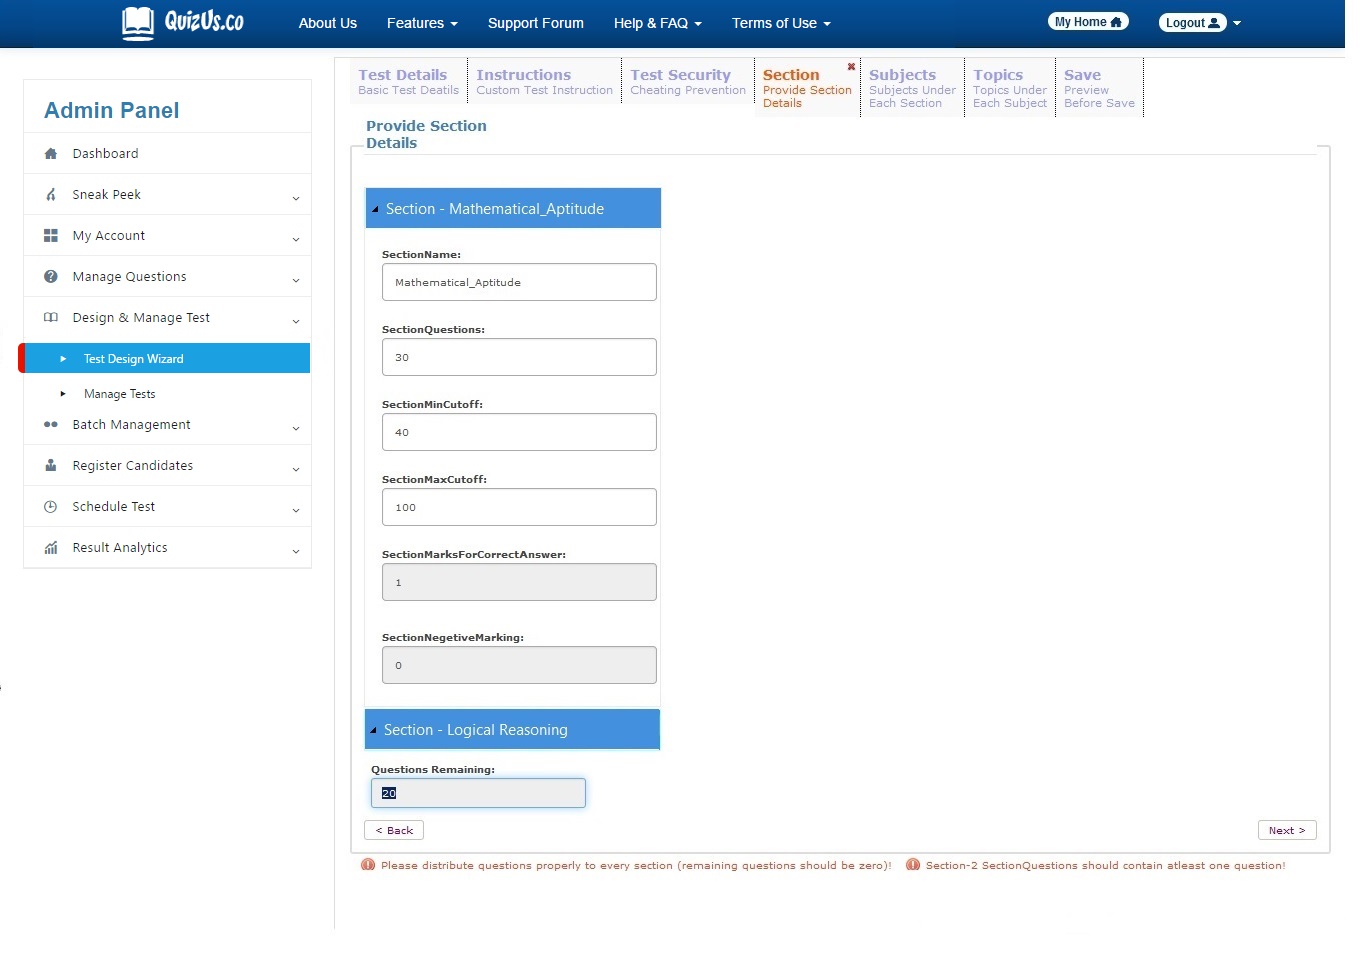 QuizUs.co
About Us
Features
Support Forum
Help & FAQ
Terms of Use
My Home
Logout
Admin Panel
Dashboard
Sneak Peek
My Account
Manage Questions
Design & Manage Test
Test Design Wizard
Manage Tests
Batch Management
Register Candidates
Schedule Test
Result Analytics
Test Details
Basic Test Deatils
Instructions
Custom Test Instruction
Test Security
Cheating Prevention
Section
Provide Section
Details
Subjects
Subjects Under
Each Section
Topics
Topics Under
Each Subject
Save
Preview
Before Save
Provide Section
Details
Section - Mathematical_Aptitude
SectionName:
Mathematical_Aptitude
SectionQuestions:
30
SectionMinCutoff:
40
SectionMaxCutoff:
100
SectionMarksForCorrectAnswer:
1
SectionNegetiveMarking:
0
Section - Logical Reasoning
Questions Remaining:
20
< Back
Next >
Please distribute questions properly to every section (remaining questions should be zero)!
Section-2 SectionQuestions should contain atleast one question!